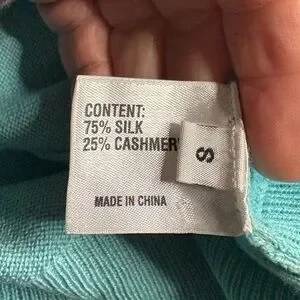 CONTENT:
75% SILK
25% CASHMER
S
MADE IN CHINA